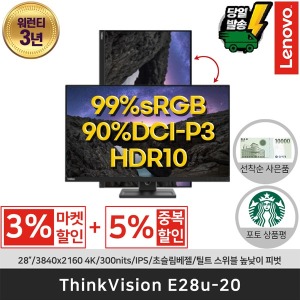 워런티
3년
당일
발송
Lenovo
99%sRGB
90%DCI-P3
HDR10
10000
선착순 사은품
포토 상품평
3% 마켓 할인 + 5% 중복 할인
28"/3840x2160 4K/300nits/IPS/초슬림베젤/틸트 스위블 높낮이 피벗
ThinkVision E28u-20